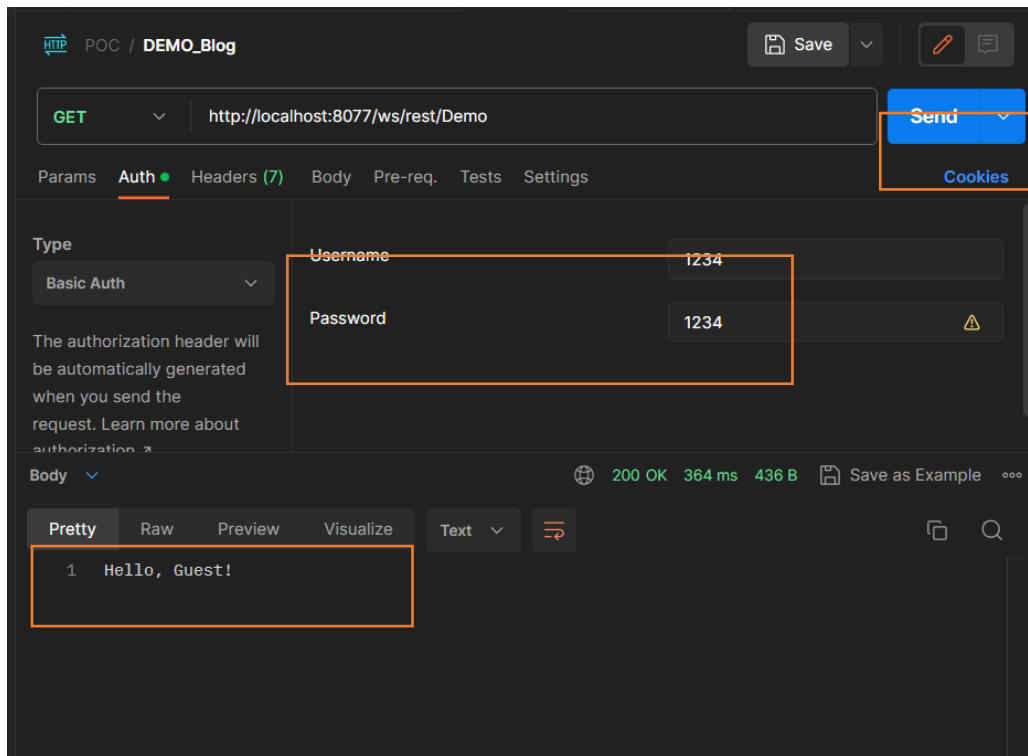 HTTP POC / DEMO_Blog Save
GET http://localhost:8077/ws/rest/Demo Send
Params Auth Headers (7) Body Pre-req. Tests Settings Cookies
Type
Basic Auth
The authorization header will
be automatically generated
when you send the
request. Learn more about
authorization ↗
Username 1234
Password 1234
Body 200 OK 364 ms 436 B Save as Example
Pretty Raw Preview Visualize Text
1 Hello, Guest!